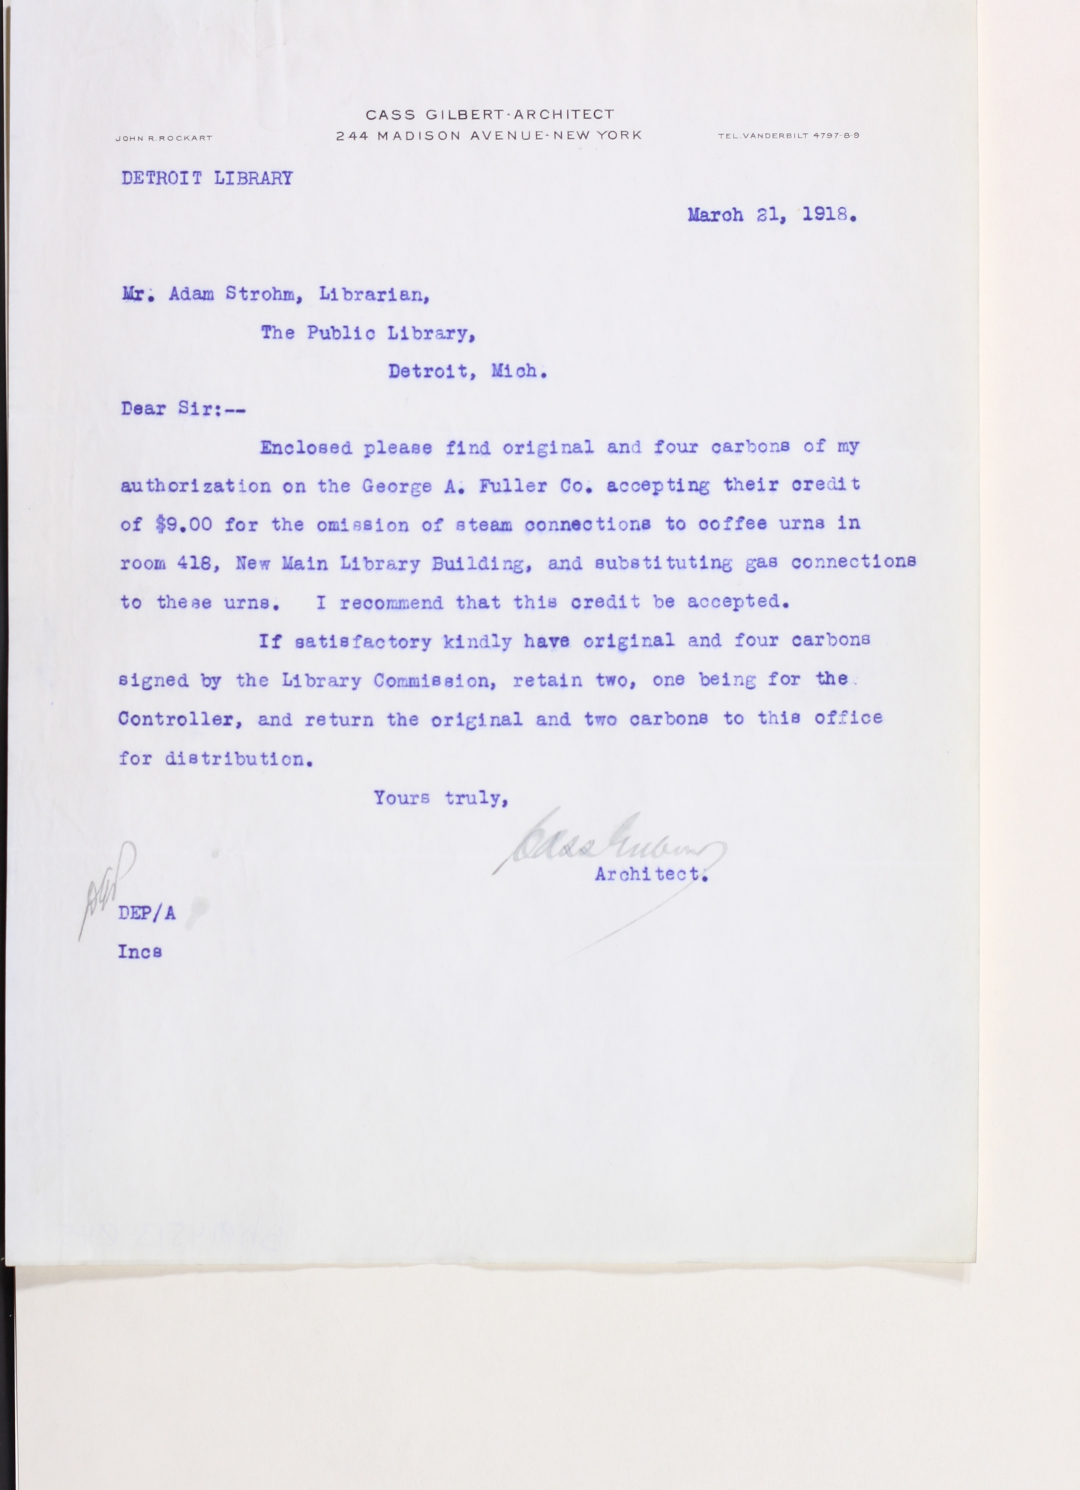 CASS GILBERT-ARCHITECT
JOHN R. ROCKART 244 MADISON AVENUE-NEW YORK TEL. VANDERBILT 4797-8-9
DETROIT LIBRARY
March 21, 1918.
Mr. Adam Strohm, Librarian,
The Public Library,
Detroit, Mich.
Dear Sir:--
Enclosed please find original and four carbons of my
authorization on the George A. Fuller Co. accepting their credit
of $9.00 for the omission of steam connections to coffee urns in
room 418, New Main Library Building, and substituting gas connections
to these urns. I recommend that this credit be accepted.
If satisfactory kindly have original and four carbons
signed by the Library Commission, retain two, one being for the
Controller, and return the original and two carbons to this office
for distribution.
Yours truly,
Cass Gilbert
Architect.
DEP/A
Incs